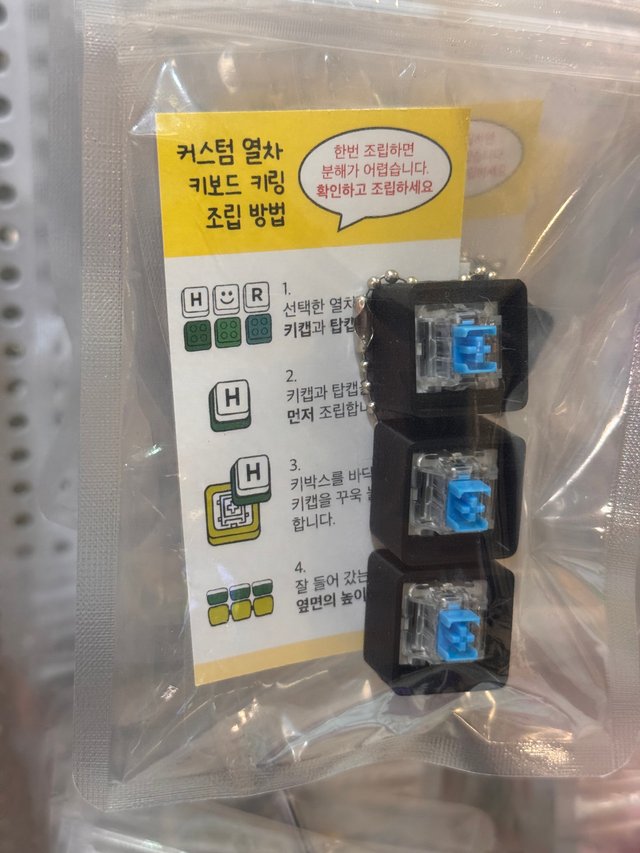 커스텀 열차
키보드 키링
조립 방법
한번 조립하면
분해가 어렵습니다.
확인하고 조립하세요
H R
1.
선택한 열차
키캡과 탑캡
H
2.
키캡과 탑캡을
먼저 조립합니
H
3.
키박스를 바닥
키캡을 꾸욱
합니다.
4.
잘 들어 갔는
옆면의 높이